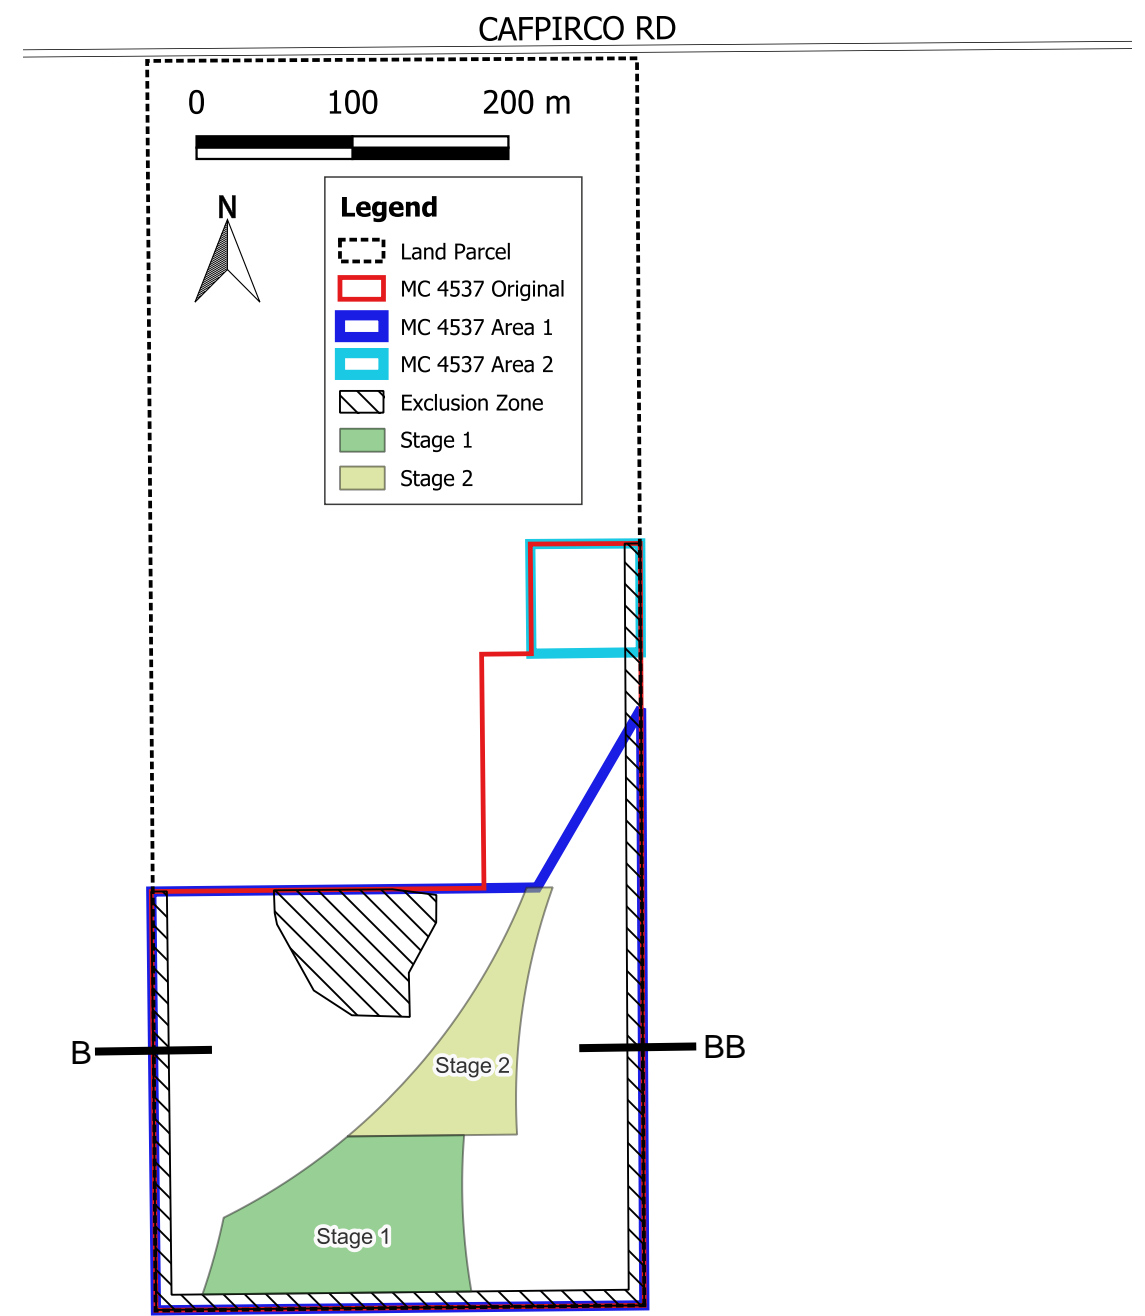 CAFPIRCO RD
0 100 200 m
N
Legend
Land Parcel
MC 4537 Original
MC 4537 Area 1
MC 4537 Area 2
Exclusion Zone
Stage 1
Stage 2
B
BB
Stage 2
Stage 1